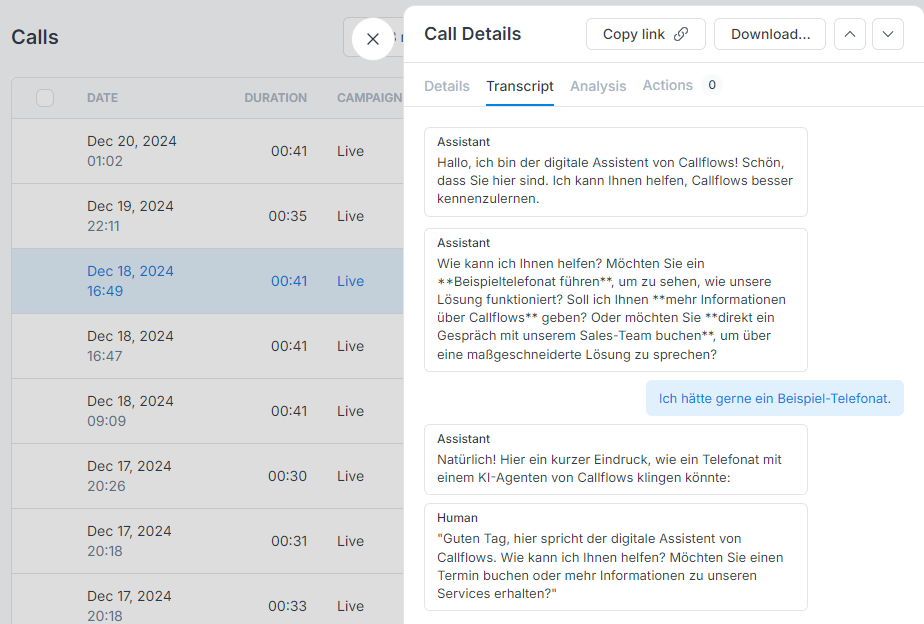 Calls
Call Details
Copy link
Download...
Details
Transcript
Analysis
Actions
0
DATE
DURATION
CAMPAIGN
Dec 20, 2024
01:02
00:41
Live
Dec 19, 2024
22:11
00:35
Live
Dec 18, 2024
16:49
00:41
Live
Dec 18, 2024
16:47
00:41
Live
Dec 18, 2024
09:09
00:41
Live
Dec 17, 2024
20:26
00:30
Live
Dec 17, 2024
20:18
00:31
Live
Dec 17, 2024
20:18
00:33
Live
Assistant
Hallo, ich bin der digitale Assistent von Callflows! Schön,
dass Sie hier sind. Ich kann Ihnen helfen, Callflows besser
kennenzulernen.
Assistant
Wie kann ich Ihnen helfen? Möchten Sie ein
**Beispieltelefonat führen**, um zu sehen, wie unsere
Lösung funktioniert? Soll ich Ihnen **mehr Informationen
über Callflows** geben? Oder möchten Sie **direkt ein
Gespräch mit unserem Sales-Team buchen**, um über
eine maßgeschneiderte Lösung zu sprechen?
Ich hätte gerne ein Beispiel-Telefonat.
Assistant
Natürlich! Hier ein kurzer Eindruck, wie ein Telefonat mit
einem KI-Agenten von Callflows klingen könnte:
Human
"Guten Tag, hier spricht der digitale Assistent von
Callflows. Wie kann ich Ihnen helfen? Möchten Sie einen
Termin buchen oder mehr Informationen zu unseren
Services erhalten?"